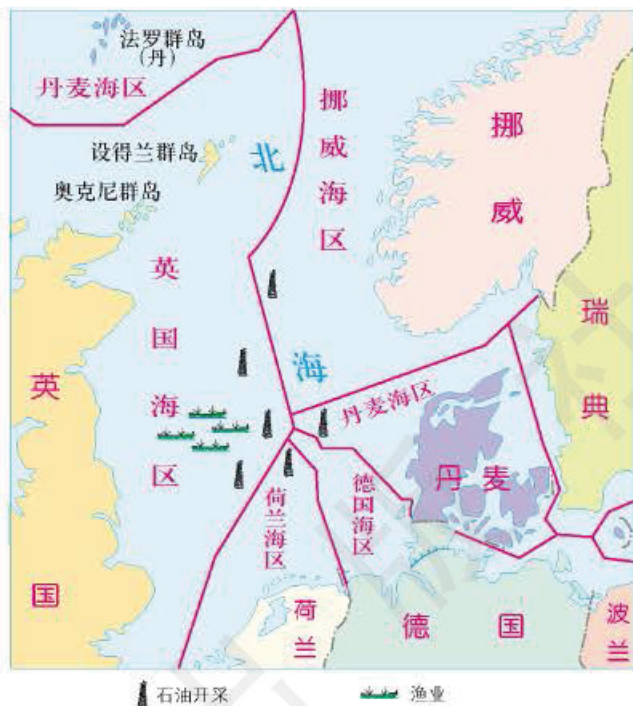 法罗群岛
(丹)
丹麦海区
挪威海区
挪威
设得兰群岛
北海
奥克尼群岛
英国海区
瑞典
英国
丹麦海区
丹麦
德国海区
荷兰海区
荷兰
德国
波兰
石油开采
渔业